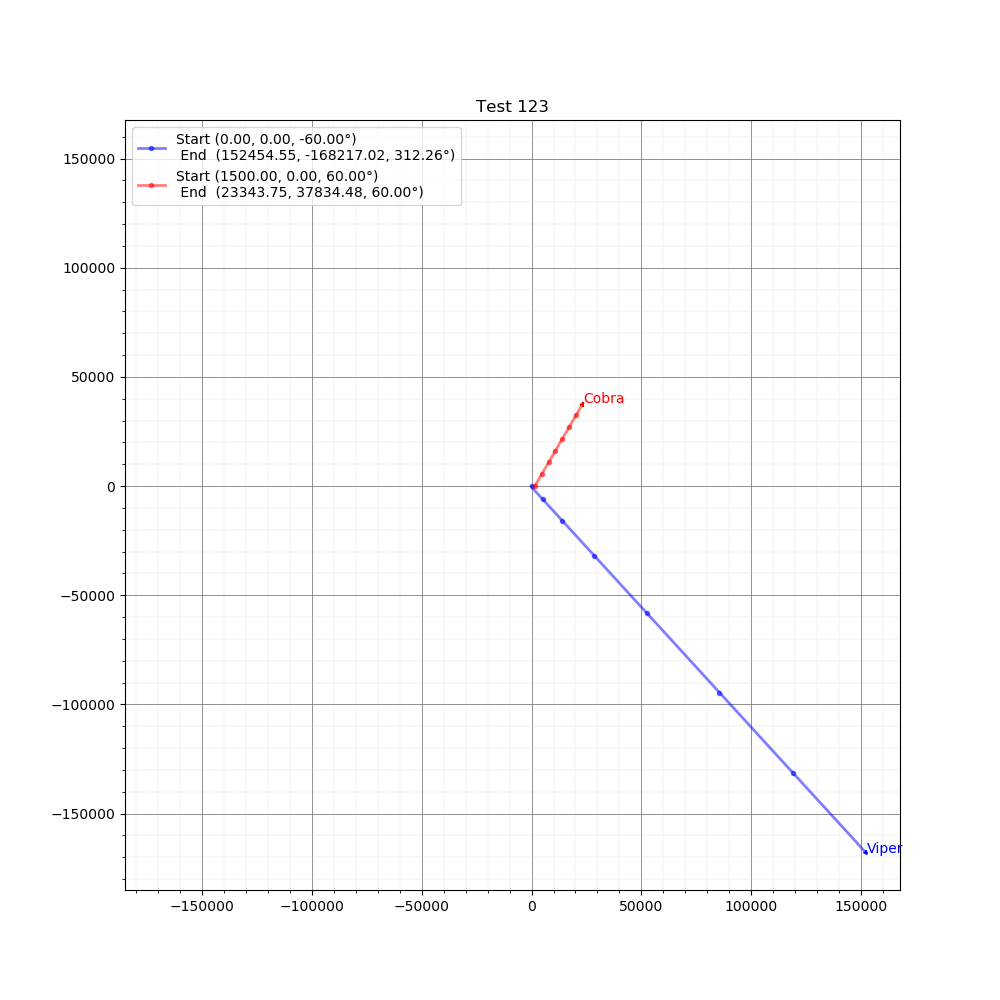 Test 123
Start (0.00, 0.00, -60.00°)
End  (152454.55, -168217.02, 312.26°)
Start (1500.00, 0.00, 60.00°)
End  (23343.75, 37834.48, 60.00°)
150000
100000
50000
0
−50000
−100000
−150000
Cobra
Viper
−150000 −100000 −50000 0 50000 100000 150000